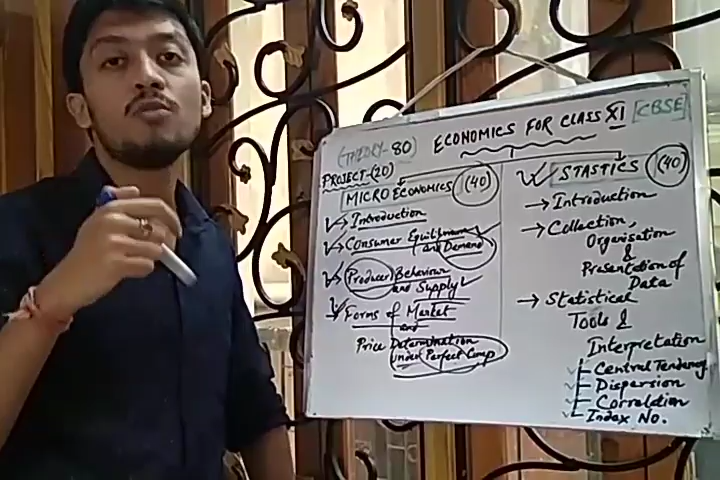 ECONOMICS FOR CLASS XI [CBSE]
(THEORY-80
PROJECT-(20)
MICRO ECONOMICS (40)
→ Introduction
→ Consumer Equilibrium
and Demand
→ Producer Behaviour
and Supply
→ Forms of Market
and
Price Determination
under Perfect Comp
STASTICS (40)
→ Introduction
→ Collection,
Organisation
&
Presentation of
Data
→ Statistical
Tools &
Interpretation
Central Tendency
Dispersion
Correlation
Index No.